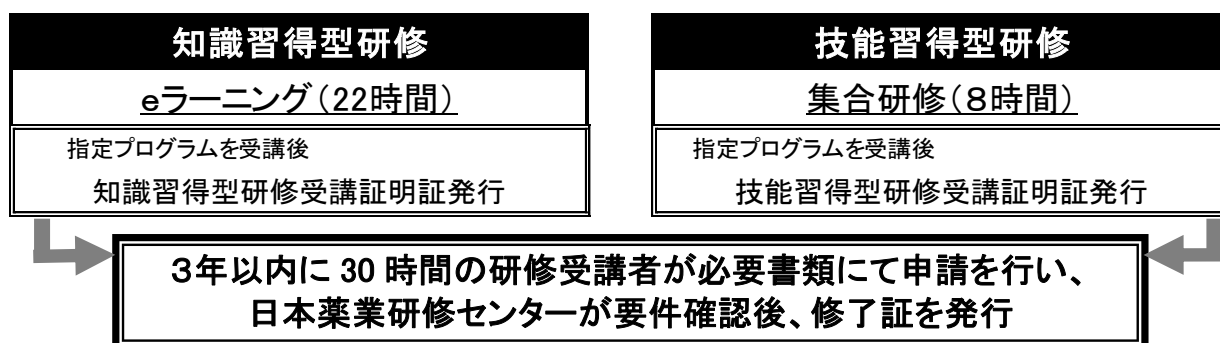 知識習得型研修
eラーニング（22時間）
指定プログラムを受講後
知識習得型研修受講証明証発行
技能習得型研修
集合研修（８時間）
指定プログラムを受講後
技能習得型研修受講証明証発行
３年以内に 30 時間の研修受講者が必要書類にて申請を行い、
日本薬業研修センターが要件確認後、修了証を発行